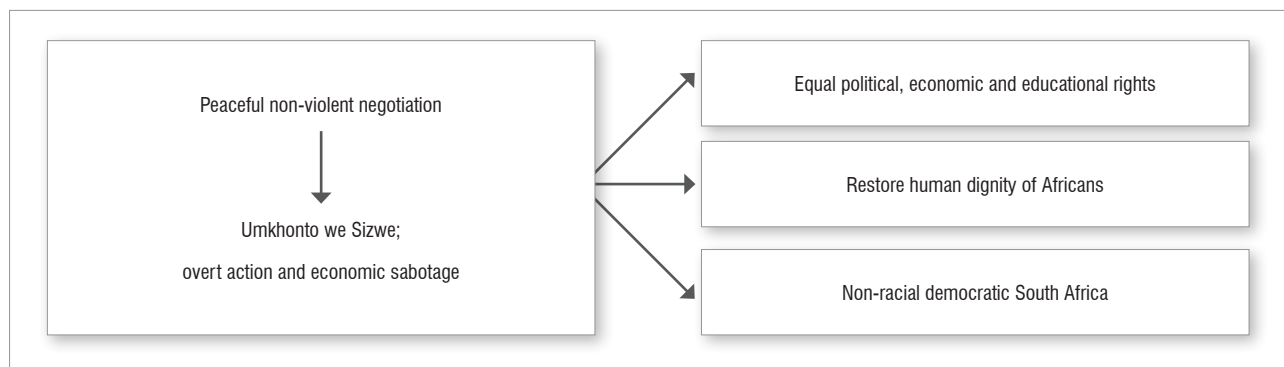 Peaceful non-violent negotiation
Umkhonto we Sizwe;
overt action and economic sabotage
Equal political, economic and educational rights
Restore human dignity of Africans
Non-racial democratic South Africa